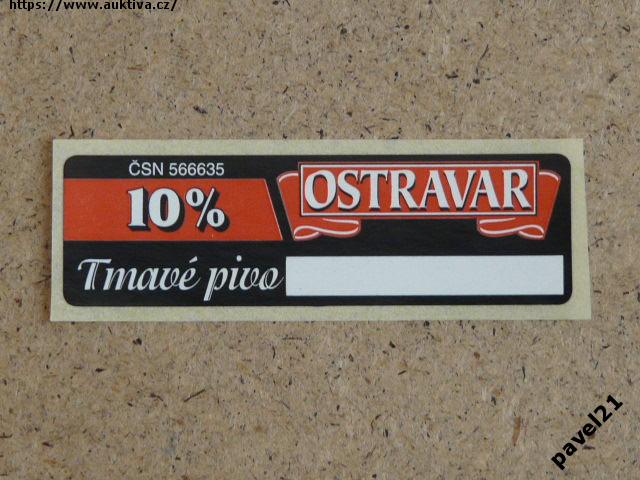 https://www.auktiva.cz/
ČSN 566635
10%
OSTRAVAR
Tmavé pivo
pavel21